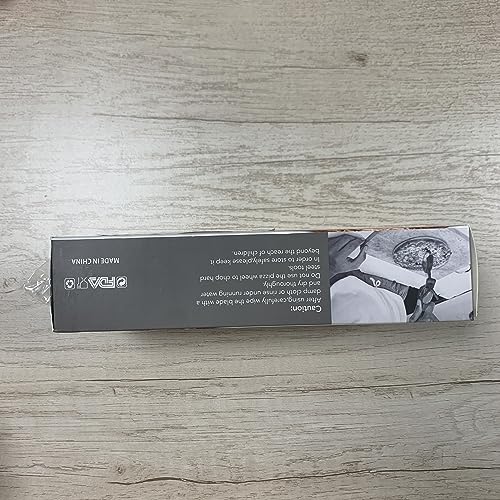 Caution:
After using,carefully wipe the blade with a
damp cloth or rinse under running water
and dry thoroughly.
Do not use the pizza wheel to chop hard
steel tools.
In order to store safely,please keep it
beyond the reach of children.
FDA
MADE IN CHINA